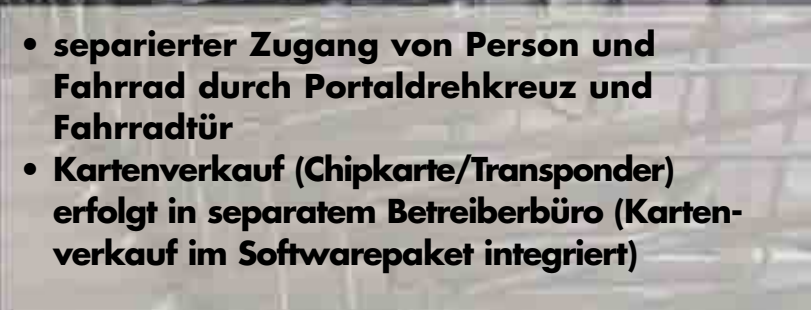 • separierter Zugang von Person und
Fahrrad durch Portaldrehkreuz und
Fahrradtür
• Kartenverkauf (Chipkarte/Transponder)
erfolgt in separatem Betreiberbüro (Karten-
verkauf im Softwarepaket integriert)